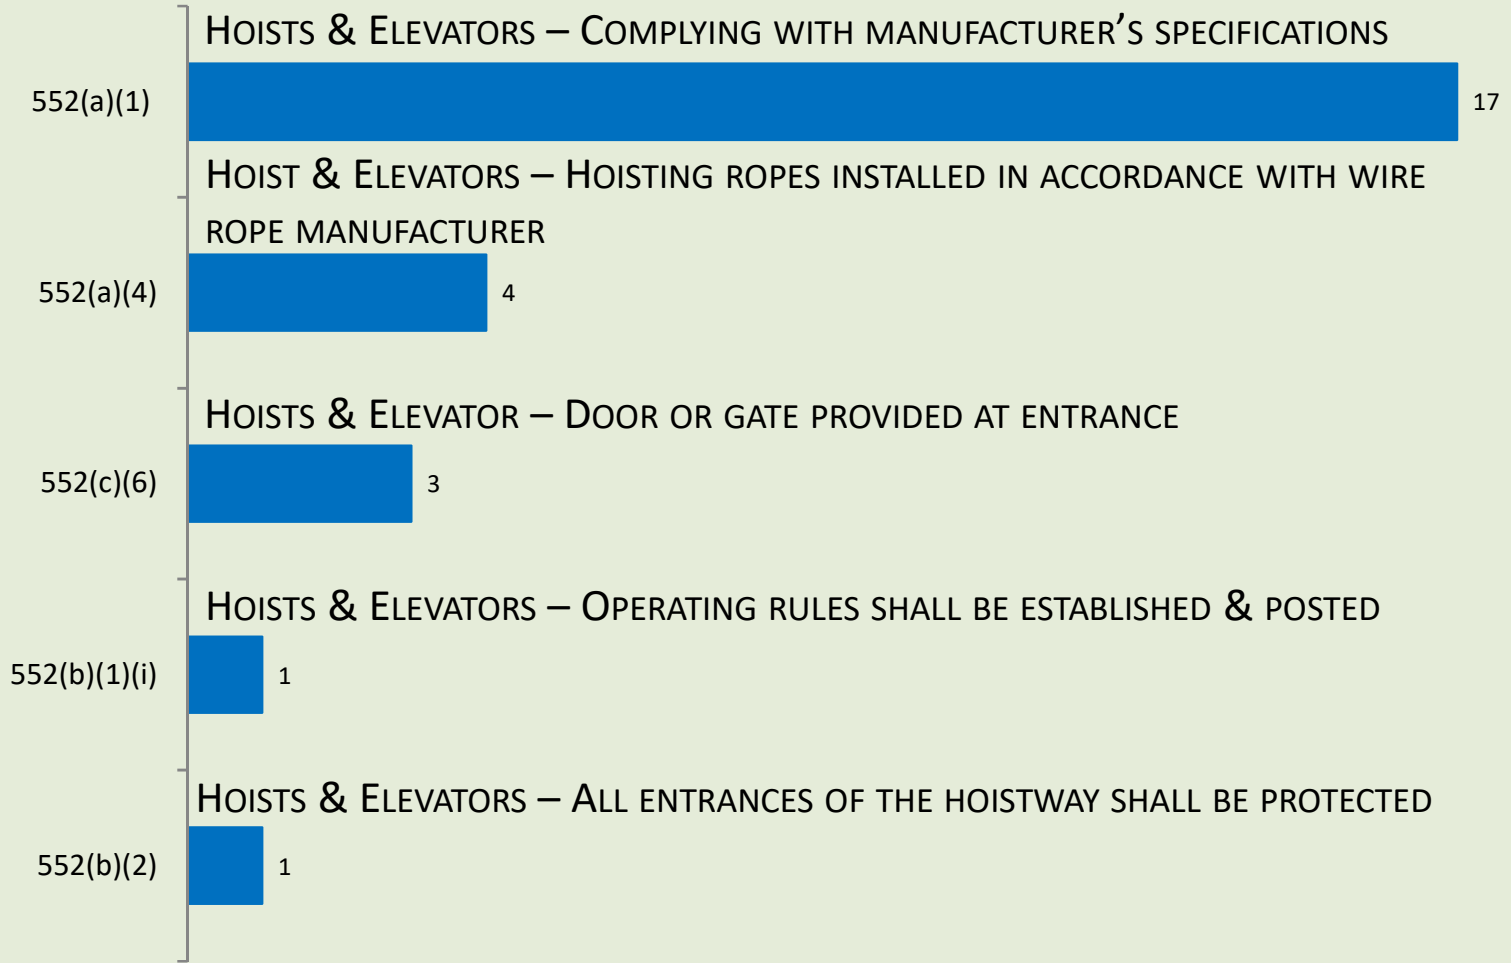 Hoists & Elevators – Complying with manufacturer’s specifications
552(a)(1)
17
Hoist & Elevators – Hoisting ropes installed in accordance with wire
rope manufacturer
552(a)(4)
4
Hoists & Elevator – Door or gate provided at entrance
552(c)(6)
3
Hoists & Elevators – Operating rules shall be established & posted
552(b)(1)(i)
1
Hoists & Elevators – All entrances of the hoistway shall be protected
552(b)(2)
1